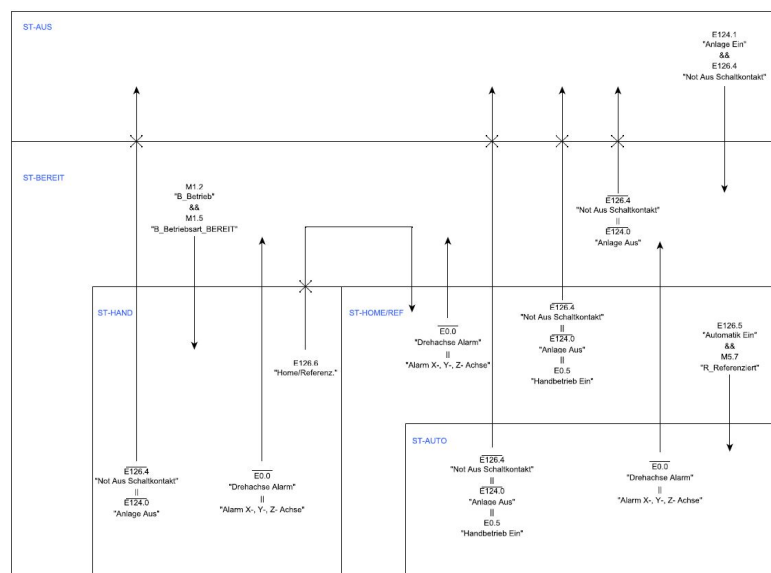 ST-AUS
E124.1
"Anlage Ein"
&&
E126.4
"Not Aus Schaltkontakt"
ST-BEREIT
M1.2
"B_Betrieb"
&&
M1.5
"B_Betriebsart_BEREIT"
E126.4
"Not Aus Schaltkontakt"
||
E124.0
"Anlage Aus"
ST-HAND
E126.6
"Home/Referenz."
E126.4
"Not Aus Schaltkontakt"
||
E124.0
"Anlage Aus"
E0.0
"Drehachse Alarm"
||
"Alarm X-, Y-, Z- Achse"
ST-HOME/REF
E0.0
"Drehachse Alarm"
||
"Alarm X-, Y-, Z- Achse"
E126.4
"Not Aus Schaltkontakt"
||
E124.0
"Anlage Aus"
||
E0.5
"Handbetrieb Ein"
E126.5
"Automatik Ein"
&&
M5.7
"R_Referenziert"
ST-AUTO
E126.4
"Not Aus Schaltkontakt"
||
E124.0
"Anlage Aus"
||
E0.5
"Handbetrieb Ein"
E0.0
"Drehachse Alarm"
||
"Alarm X-, Y-, Z- Achse"